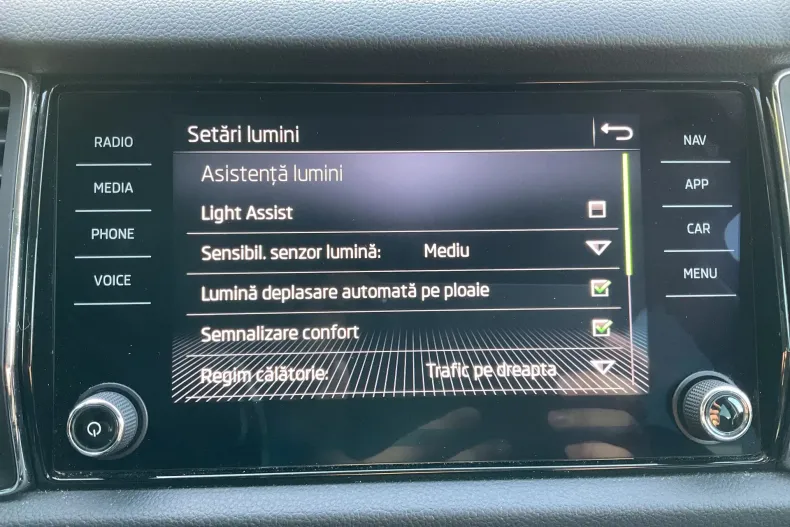 RADIO
MEDIA
PHONE
VOICE
Setări lumini
Asistență lumini
Light Assist
Sensibil. senzor lumină: Mediu
Lumină deplasare automată pe ploaie
Semnalizare confort
Regim călătorie: Trafic pe dreapta
NAV
APP
CAR
MENU